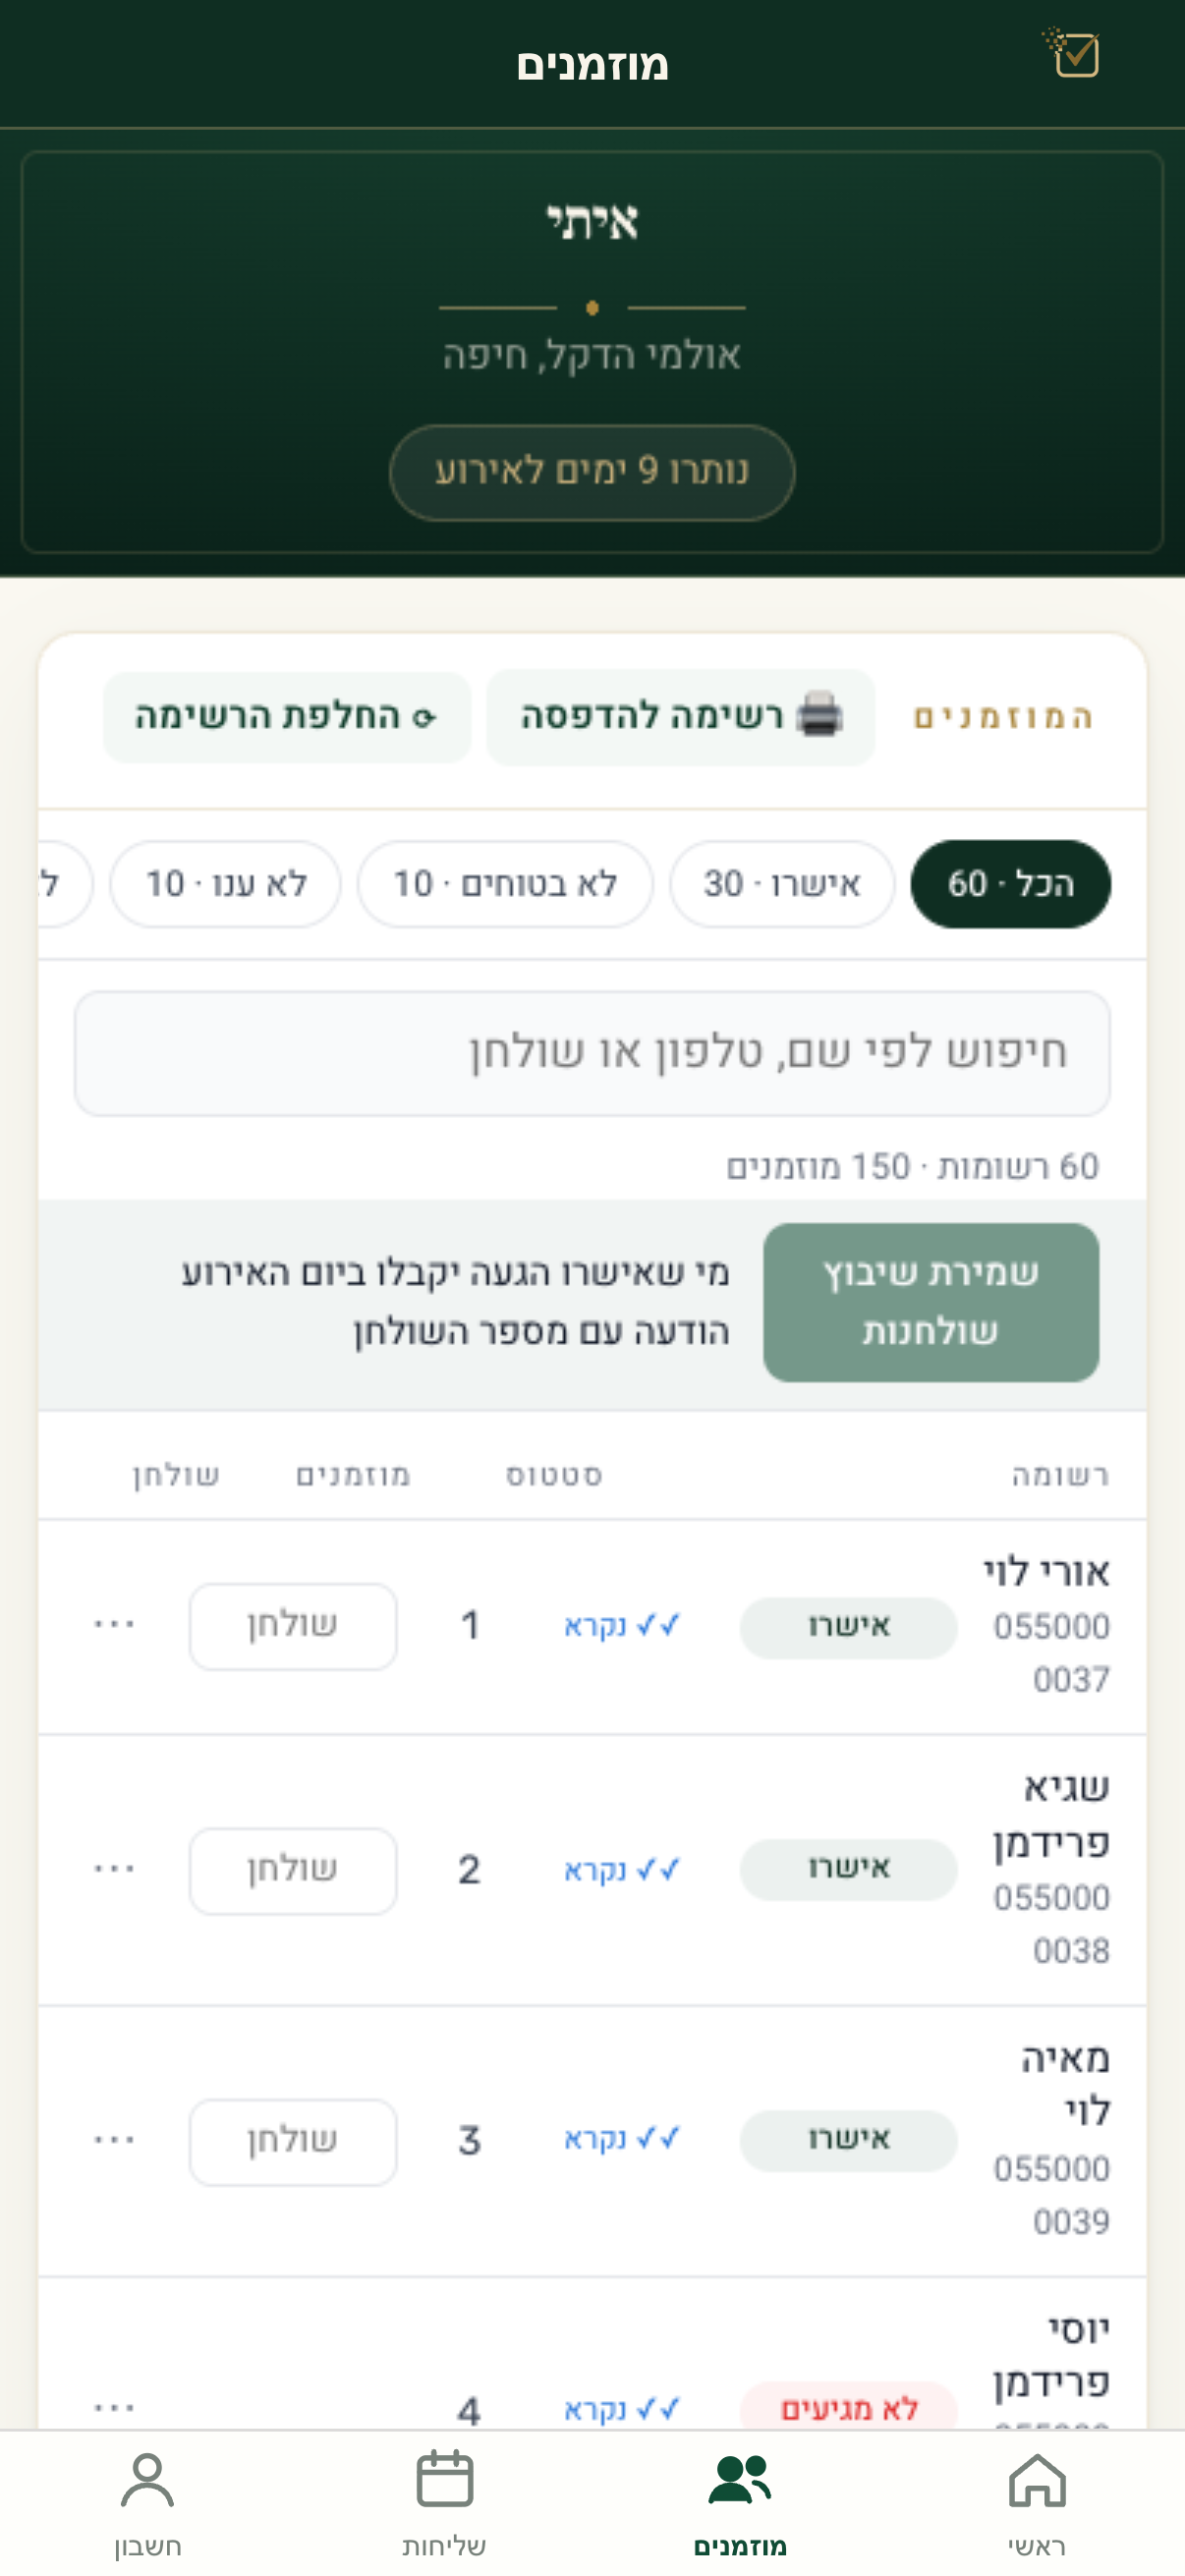 מוזמנים
איתי
אולמי הדקל, חיפה
נותרו 9 ימים לאירוע
המוזמנים
רשימה להדפסה
⟳ החלפת הרשימה
הכל · 60
אישרו · 30
לא בטוחים · 10
לא ענו · 10
חיפוש לפי שם, טלפון או שולחן
60 רשומות · 150 מוזמנים
שמירת שיבוץ
שולחנות
מי שאישרו הגעה יקבלו ביום האירוע
הודעה עם מספר השולחן
רשומה סטטוס מוזמנים שולחן
אורי לוי
055000
0037
אישרו ✓✓ נקרא 1 שולחן ···
שגיא
פרידמן
055000
0038
אישרו ✓✓ נקרא 2 שולחן ···
מאיה
לוי
055000
0039
אישרו ✓✓ נקרא 3 שולחן ···
יוסי
פרידמן
לא מגיעים ✓✓ נקרא 4 ···
ראשי
מוזמנים
שליחות
חשבון